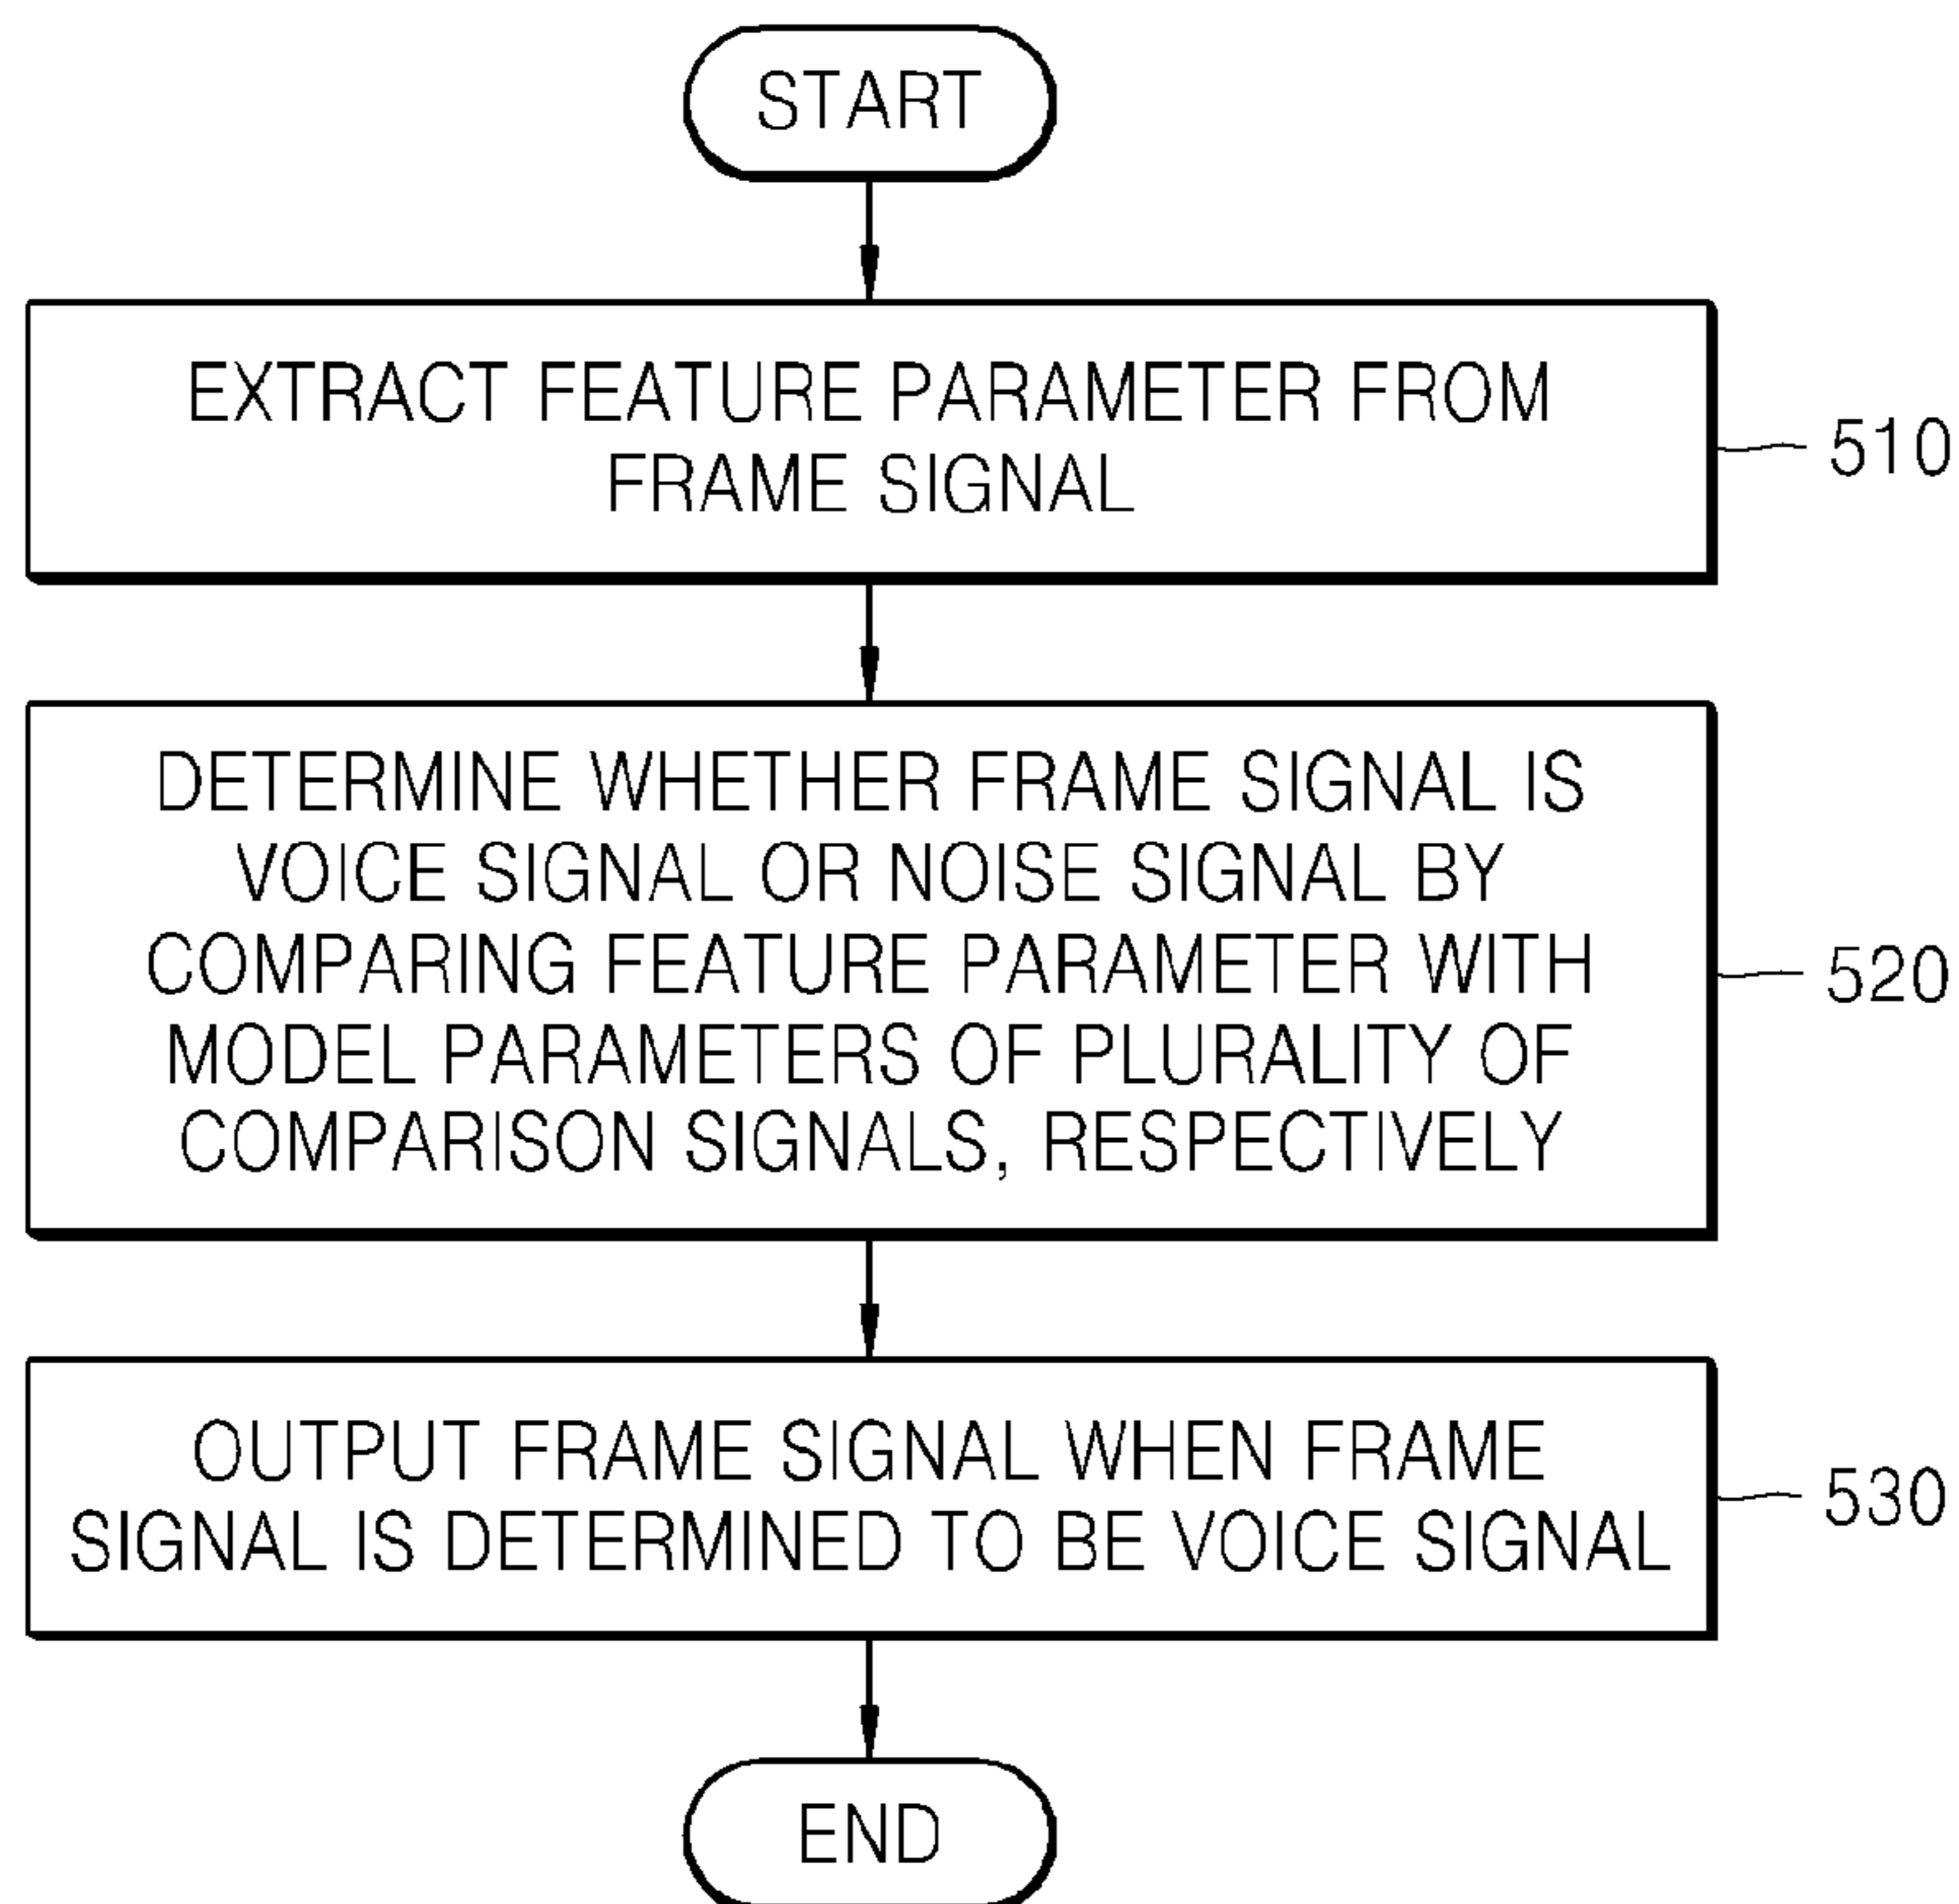 START
EXTRACT FEATURE PARAMETER FROM
FRAME SIGNAL
510
DETERMINE WHETHER FRAME SIGNAL IS
VOICE SIGNAL OR NOISE SIGNAL BY
COMPARING FEATURE PARAMETER WITH
MODEL PARAMETERS OF PLURALITY OF
COMPARISON SIGNALS, RESPECTIVELY
520
OUTPUT FRAME SIGNAL WHEN FRAME
SIGNAL IS DETERMINED TO BE VOICE SIGNAL
530
END